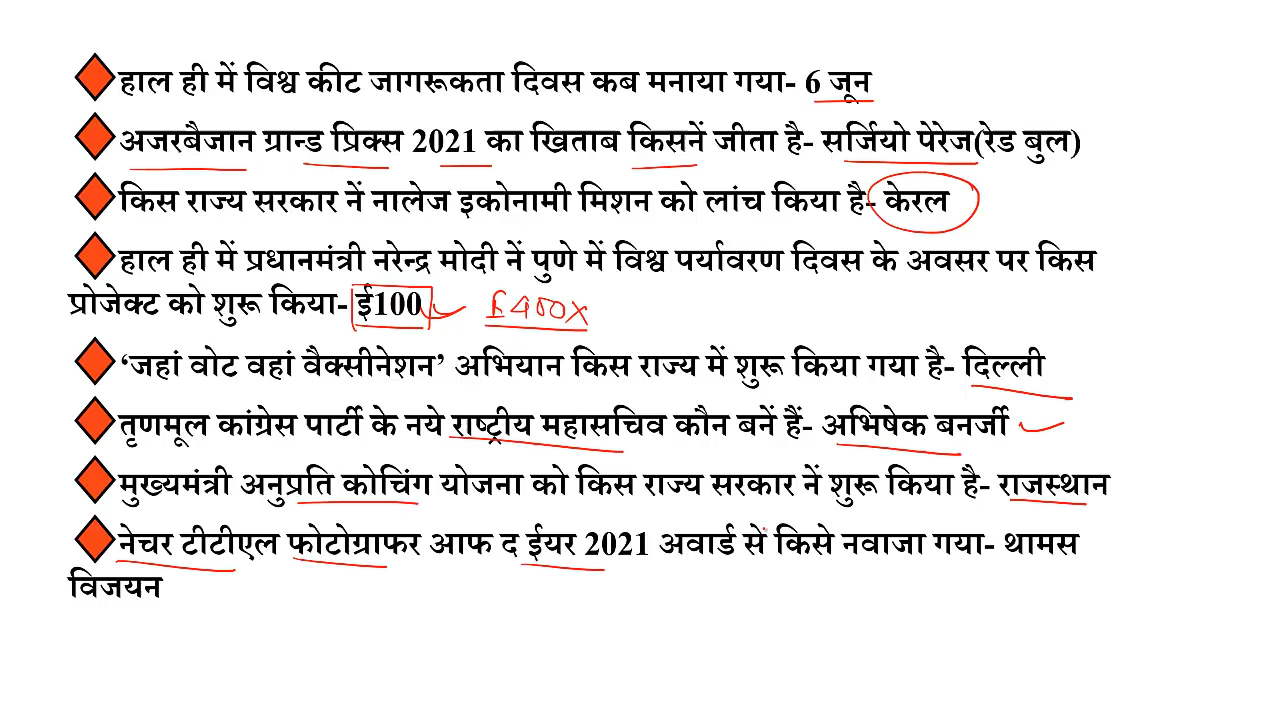 हाल ही में विश्व कीट जागरूकता दिवस कब मनाया गया- 6 जून
अजरबैजान ग्रान्ड प्रिक्स 2021 का खिताब किसनें जीता है- सर्जियो पेरेज(रेड बुल)
किस राज्य सरकार नें नालेज इकोनामी मिशन को लांच किया है- केरल
हाल ही में प्रधानमंत्री नरेन्द्र मोदी नें पुणे में विश्व पर्यावरण दिवस के अवसर पर किस
प्रोजेक्ट को शुरू किया- ई100 E400X
‘जहां वोट वहां वैक्सीनेशन’ अभियान किस राज्य में शुरू किया गया है- दिल्ली
तृणमूल कांग्रेस पार्टी के नये राष्ट्रीय महासचिव कौन बनें हैं- अभिषेक बनर्जी
मुख्यमंत्री अनुप्रति कोचिंग योजना को किस राज्य सरकार नें शुरू किया है- राजस्थान
नेचर टीटीएल फोटोग्राफर आफ द ईयर 2021 अवार्ड से किसे नवाजा गया- थामस
विजयन